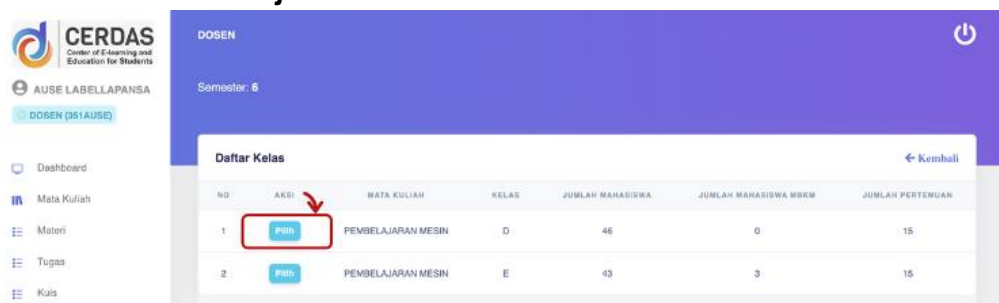 CERDAS
Center of E-learning and
Education for Students
AUSE LABELLAPANSA
DOSEN (351AUSE)
Dashboard
Mata Kuliah
Materi
Tugas
Kuis
DOSEN
Semester: 6
Daftar Kelas
← Kembali
NO AKSI MATA KULIAH KELAS JUMLAH MAHASISWA JUMLAH MAHASISWA MBKM JUMLAH PERTEMUAN
1 Pilih PEMBELAJARAN MESIN D 46 0 15
2 Pilih PEMBELAJARAN MESIN E 43 3 15